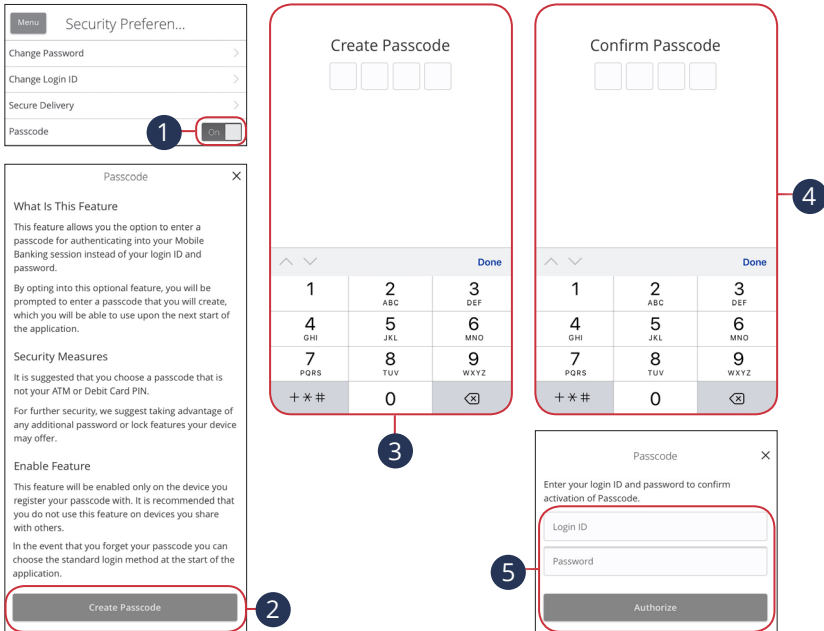 Menu
Security Preferen...
Change Password
Change Login ID
Secure Delivery
Passcode
On
1
Passcode
What Is This Feature
This feature allows you the option to enter a
passcode for authenticating into your Mobile
Banking session instead of your login ID and
password.
By opting into this optional feature, you will be
prompted to enter a passcode that you will create,
which you will be able to use upon the next start of
the application.
Security Measures
It is suggested that you choose a passcode that is
not your ATM or Debit Card PIN.
For further security, we suggest taking advantage of
any additional password or lock features your device
may offer.
Enable Feature
This feature will be enabled only on the device you
register your passcode with. It is recommended that
you do not use this feature on devices you share
with others.
In the event that you forget your passcode you can
choose the standard login method at the start of the
application.
Create Passcode
2
Create Passcode
Done
1 2 3
ABC DEF
4 5 6
GHI JKL MNO
7 8 9
PQRS TUV WXYZ
+*# 0
3
Confirm Passcode
Done
1 2 3
ABC DEF
4 5 6
GHI JKL MNO
7 8 9
PQRS TUV WXYZ
+*# 0
4
Passcode
Enter your login ID and password to confirm
activation of Passcode.
Login ID
Password
Authorize
5